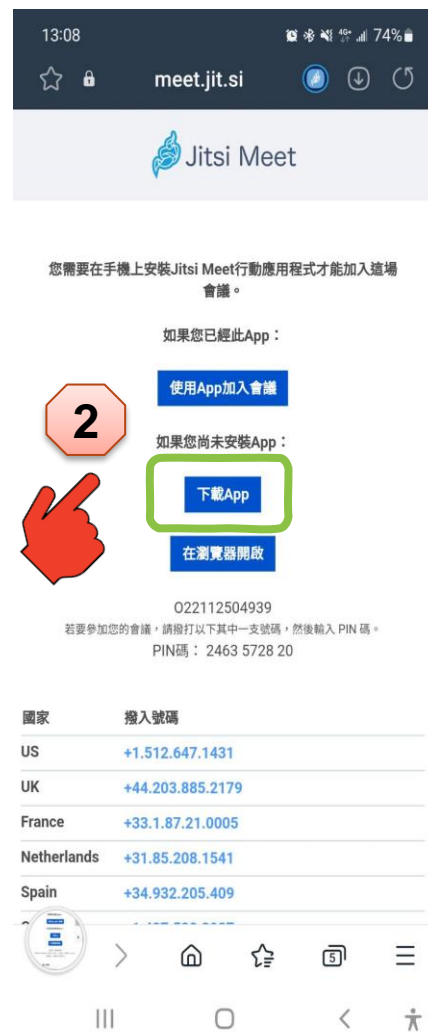 13:08
4G+ 74%
meet.jit.si
Jitsi Meet
您需要在手機上安裝Jitsi Meet行動應用程式才能加入這場
會議。
如果您已經此App：
使用App加入會議
2
如果您尚未安裝App：
下載App
在瀏覽器開啟
O22112504939
若要參加您的會議，請撥打以下其中一支號碼，然後輸入 PIN 碼。
PIN碼： 2463 5728 20
國家 撥入號碼
US +1.512.647.1431
UK +44.203.885.2179
France +33.1.87.21.0005
Netherlands +31.85.208.1541
Spain +34.932.205.409
5